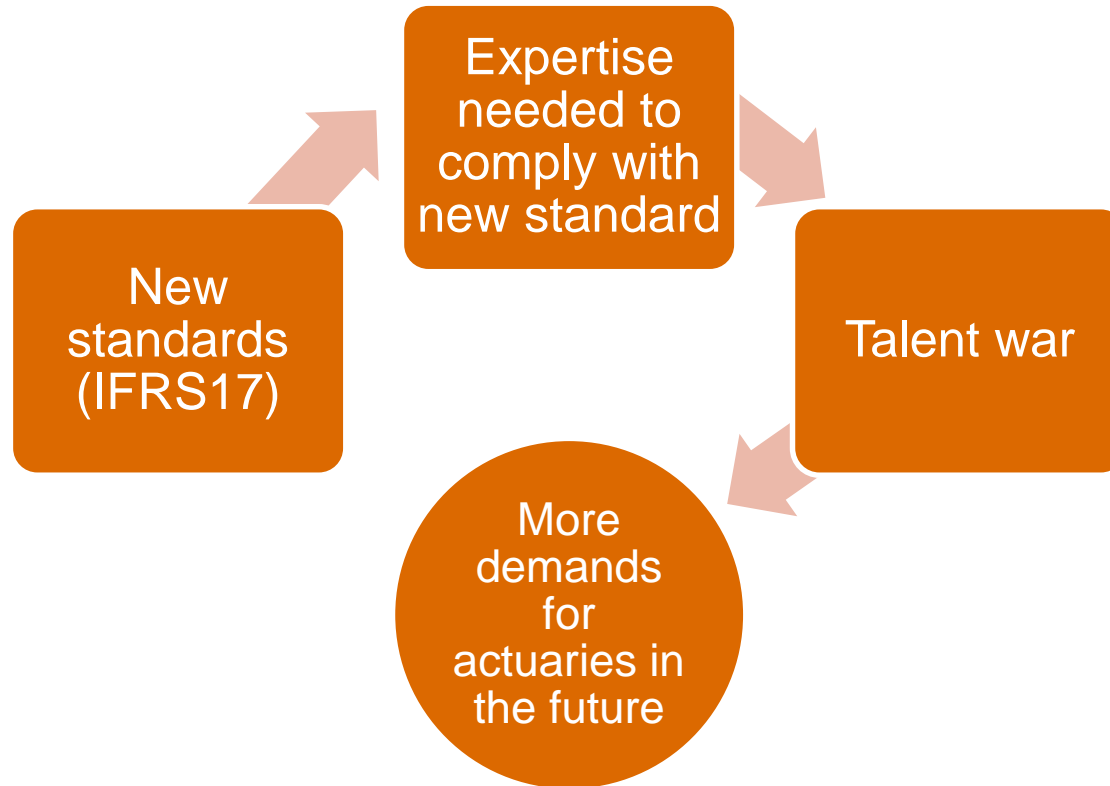 New
standards
(IFRS17)
Expertise
needed to
comply with
new standard
Talent war
More
demands
for
actuaries in
the future